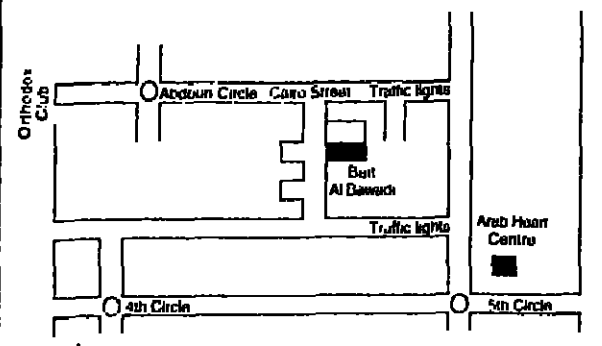 Orthodox
Club
Abdoun Circle Cairo Street Traffic lights
Beit
Al Bawadi
Traffic lights
Arab Heart
Centre
4th Circle
5th Circle